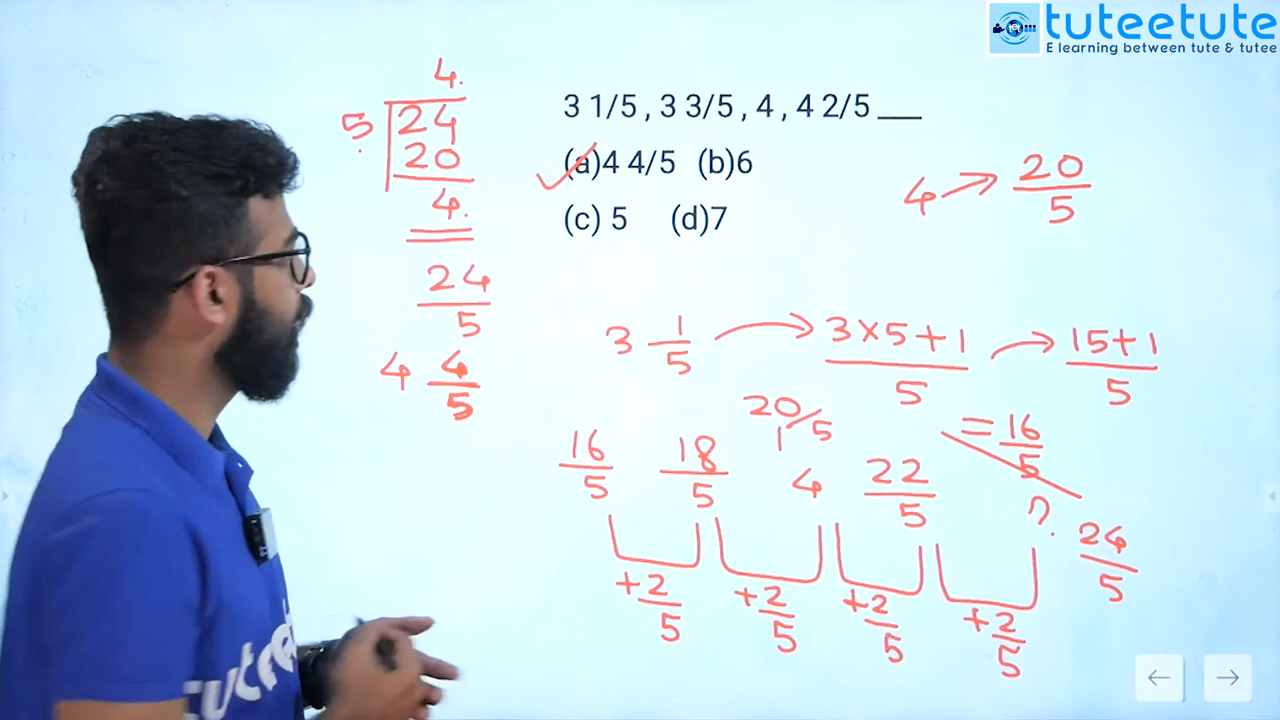 tuteetute
E learning between tute & tutee
3 1/5 , 3 3/5 , 4 , 4 2/5 ___
(a)4 4/5 (b)6
(c) 5 (d)7
4.
5 24
20
4.
24/5
4 4/5
4 → 20/5
3 1/5 → 3×5+1/5 → 15+1/5
= 16/5
20/5
16/5 18/5 4 22/5 ?
24/5
+2/5 +2/5 +2/5 +2/5
tutee